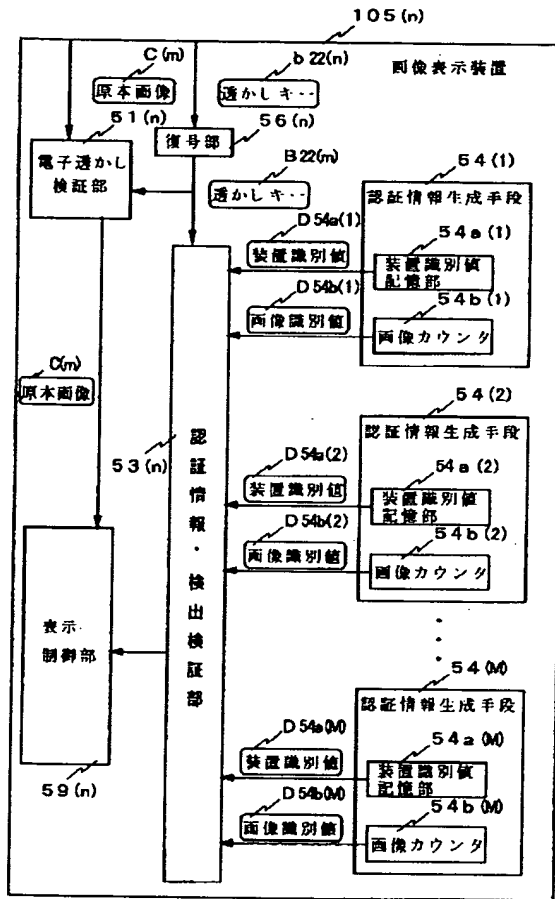 105(n)
C(m)
b22(n)
画像表示装置
原本画像
透かしキ‥
51(n)
56(n)
復号部
電子透かし
検証部
B22(m)
透かしキ‥
54(1)
認証情報生成手段
D54a(1)
54a(1)
装置識別値
装置識別値
記憶部
D54b(1)
54b(1)
画像識別値
画像カウンタ
C(m)
原本画像
53(n)
認証情報・検出検証部
54(2)
認証情報生成手段
D54a(2)
54a(2)
装置識別値
装置識別値
記憶部
D54b(2)
54b(2)
画像識別値
画像カウンタ
表示
制御部
59(n)
54(M)
認証情報生成手段
D54a(M)
54a(M)
装置識別値
装置識別値
記憶部
D54b(M)
54b(M)
画像識別値
画像カウンタ